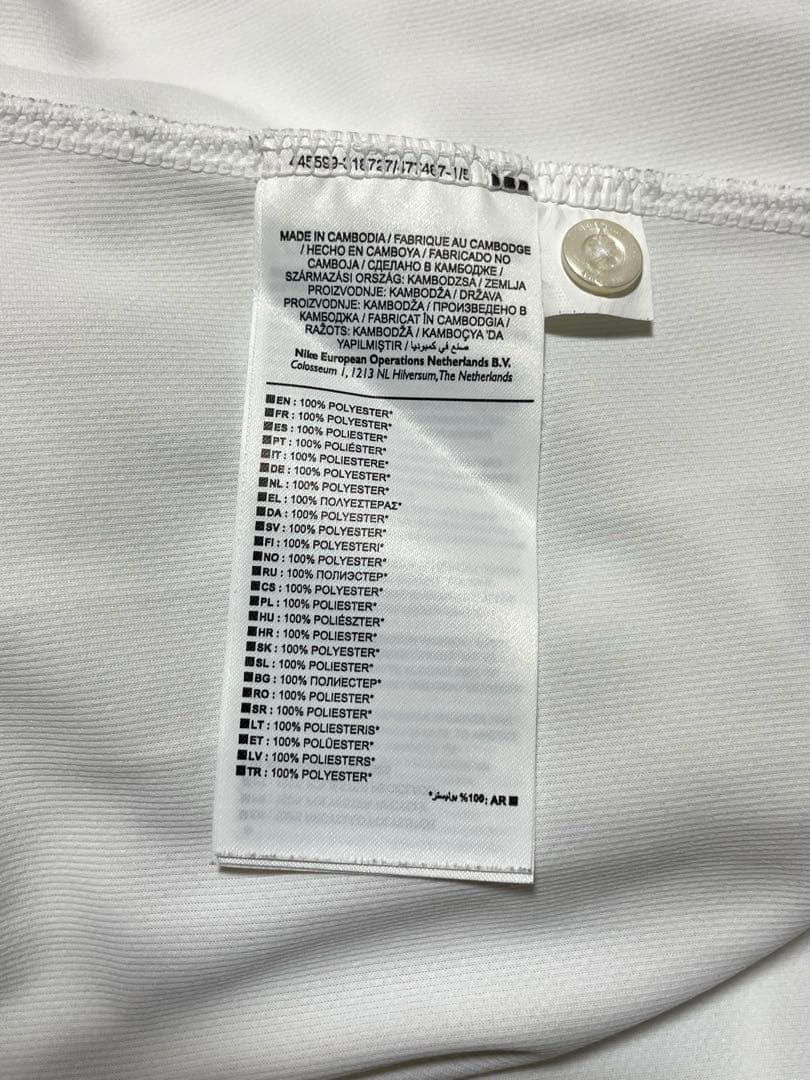 MADE IN CAMBODIA / FABRIQUE AU CAMBODGE
/ HECHO EN CAMBOYA / FABRICADO NO
CAMBOJA / СДЕЛАНО В КАМБОДЖЕ /
SZÁRMAZÁSI ORSZÁG: KAMBODZSA / ZEMLJA
PROIZVODNJE: KAMBODŽA / DRŽAVA
PROIZVODNJE: KAMBODŽA / ПРОИЗВЕДЕНО В
КАМБОДЖА / FABRICAT ÎN CAMBODGIA /
RAŽOTS: KAMBODŽĀ / KAMBOÇYA 'DA
YAPILMIŞTIR / صنع في كمبوديا
Nike European Operations Netherlands B.V.
Colosseum 1, 1213 NL Hilversum, The Netherlands
EN : 100% POLYESTER*
FR : 100% POLYESTER*
ES : 100% POLIESTER*
PT : 100% POLIÉSTER*
IT : 100% POLIESTERE*
DE : 100% POLYESTER*
NL : 100% POLYESTER*
EL : 100% ΠΟΛΥΕΣΤΕΡΑΣ*
DA : 100% POLYESTER*
SV : 100% POLYESTER*
FI : 100% POLYESTERI*
NO : 100% POLYESTER*
RU : 100% ПОЛИЭСТЕР*
CS : 100% POLYESTER*
PL : 100% POLIESTER*
HU : 100% POLIÉSZTER*
HR : 100% POLIESTER*
SK : 100% POLYESTER*
SL : 100% POLIESTER*
BG : 100% ПОЛИЕСТЕР*
RO : 100% POLIESTER*
SR : 100% POLIESTER*
LT : 100% POLIESTERIS*
ET : 100% POLÜESTER*
LV : 100% POLIESTERS*
TR : 100% POLYESTER*
AR :100% بوليستر*